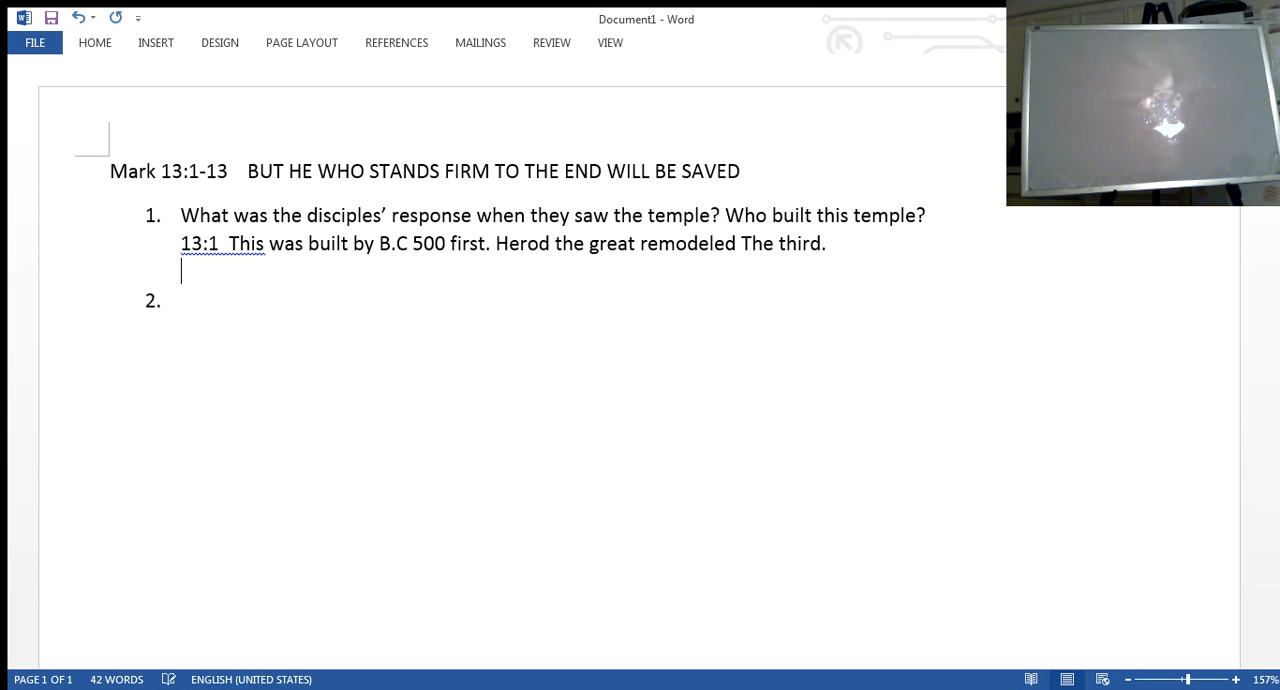 Document1 - Word
FILE HOME INSERT DESIGN PAGE LAYOUT REFERENCES MAILINGS REVIEW VIEW
Mark 13:1-13 BUT HE WHO STANDS FIRM TO THE END WILL BE SAVED
1. What was the disciples’ response when they saw the temple? Who built this temple?
13:1 This was built by B.C 500 first. Herod the great remodeled The third.
2.
PAGE 1 OF 1 42 WORDS ENGLISH (UNITED STATES) 157%